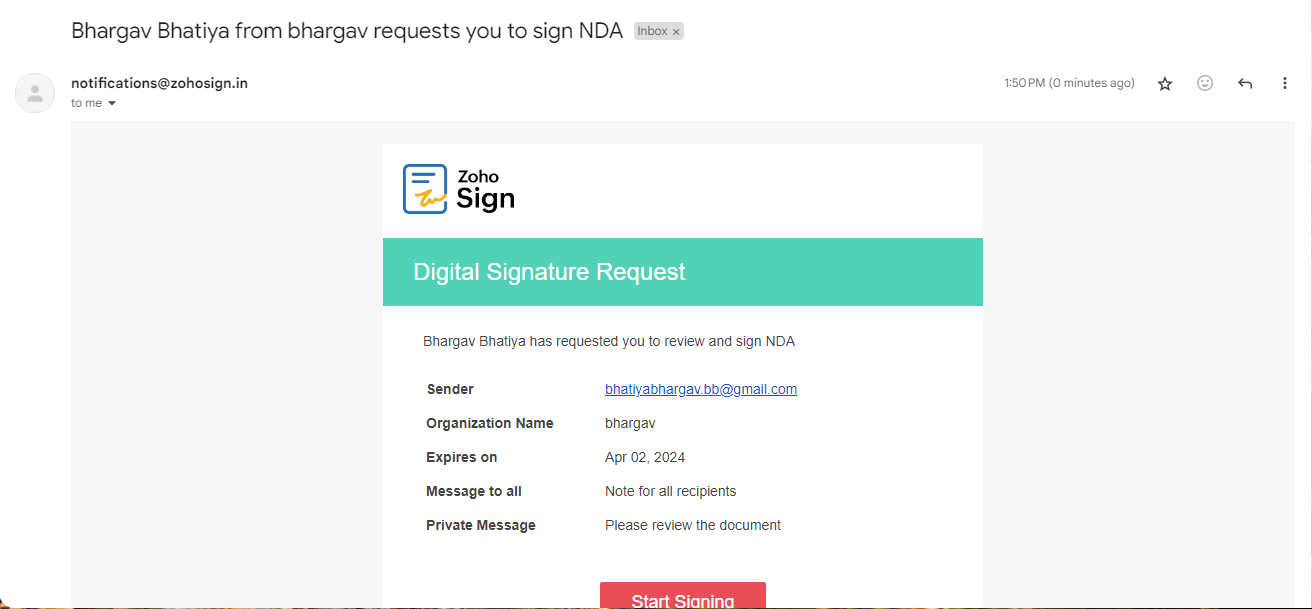 Bhargav Bhatiya from bhargav requests you to sign NDA Inbox ×
notifications@zohosign.in 1:50 PM (0 minutes ago)
to me
Zoho
Sign
Digital Signature Request
Bhargav Bhatiya has requested you to review and sign NDA
Sender bhatiyabhargav.bb@gmail.com
Organization Name bhargav
Expires on Apr 02, 2024
Message to all Note for all recipients
Private Message Please review the document
Start Signing